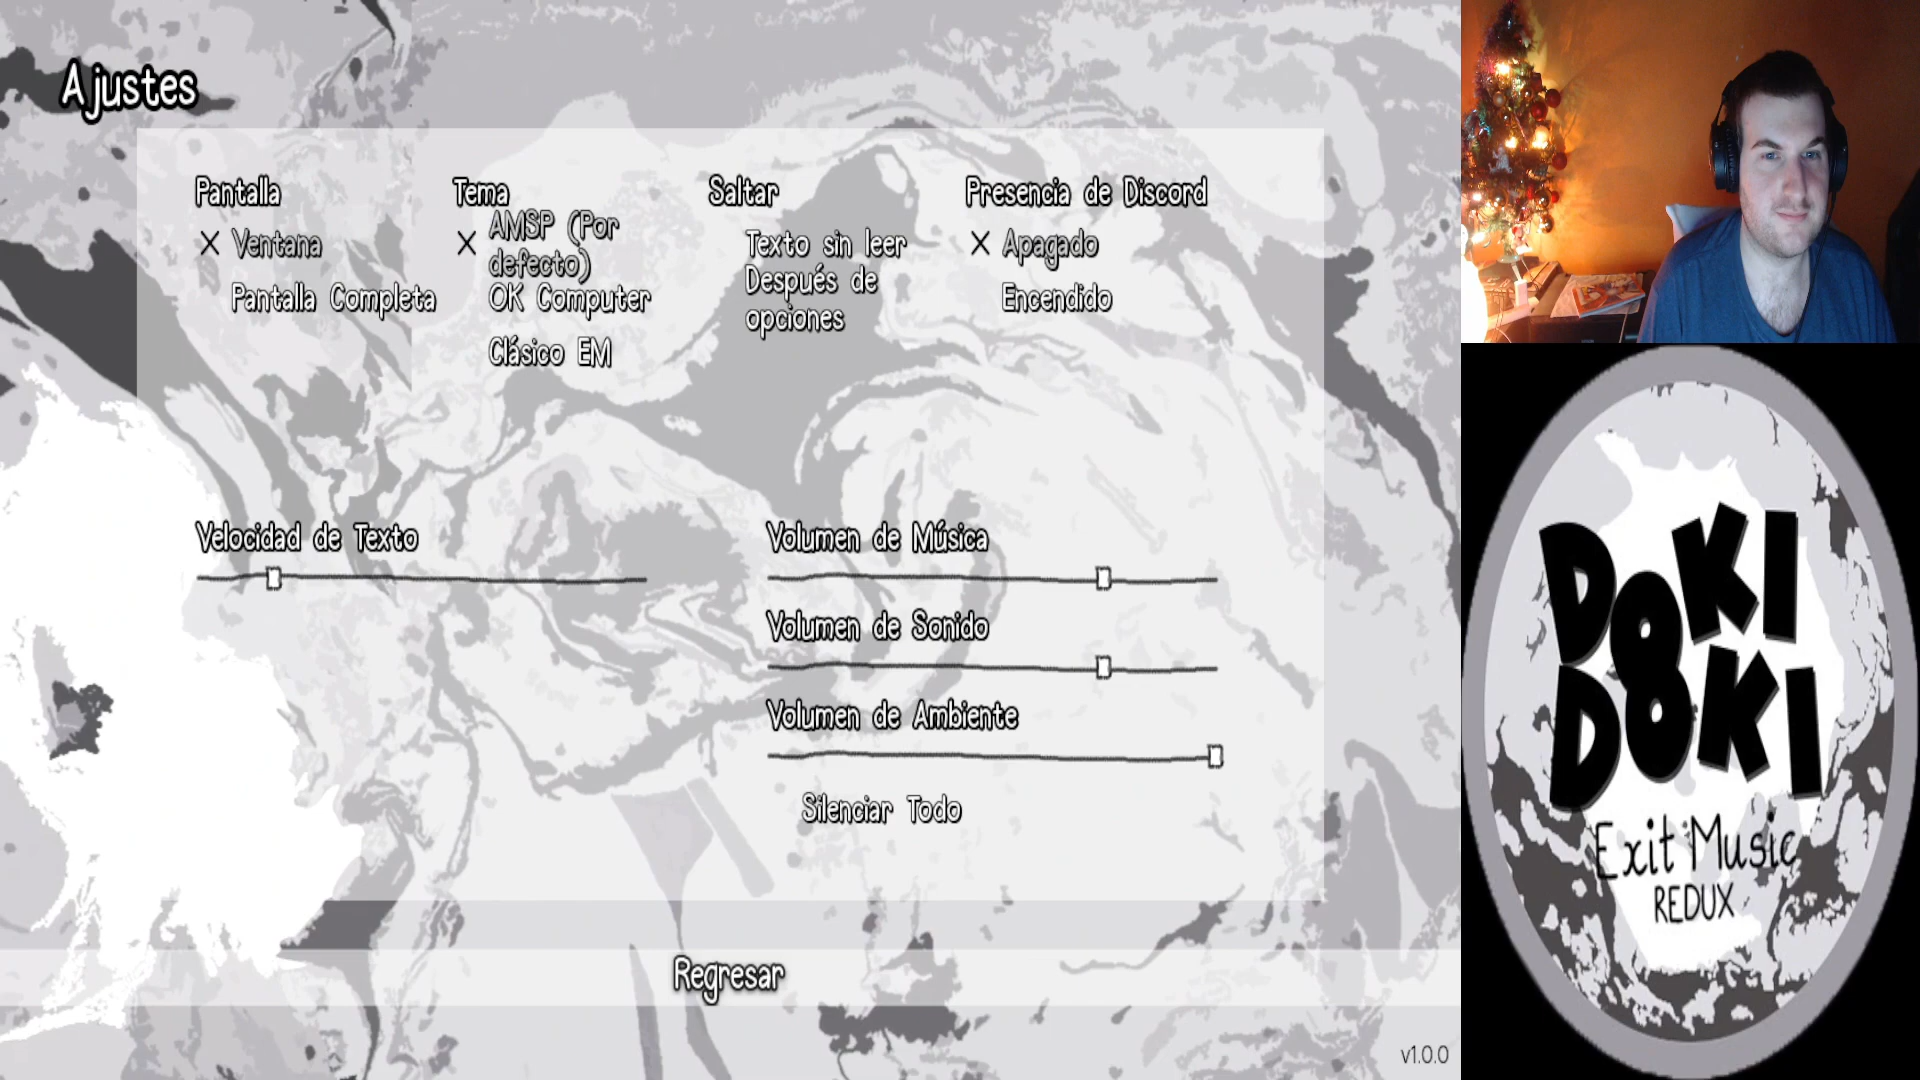 Ajustes
Pantalla
Ventana
Pantalla Completa
Tema
AMSP (Por
defecto)
OK Computer
Clásico EM
Saltar
Texto sin leer
Después de
opciones
Presencia de Discord
Apagado
Encendido
Velocidad de Texto
Volumen de Música
Volumen de Sonido
Volumen de Ambiente
Silenciar Todo
Regresar
v1.0.0
DOKI
DOKI
Exit Music
REDUX